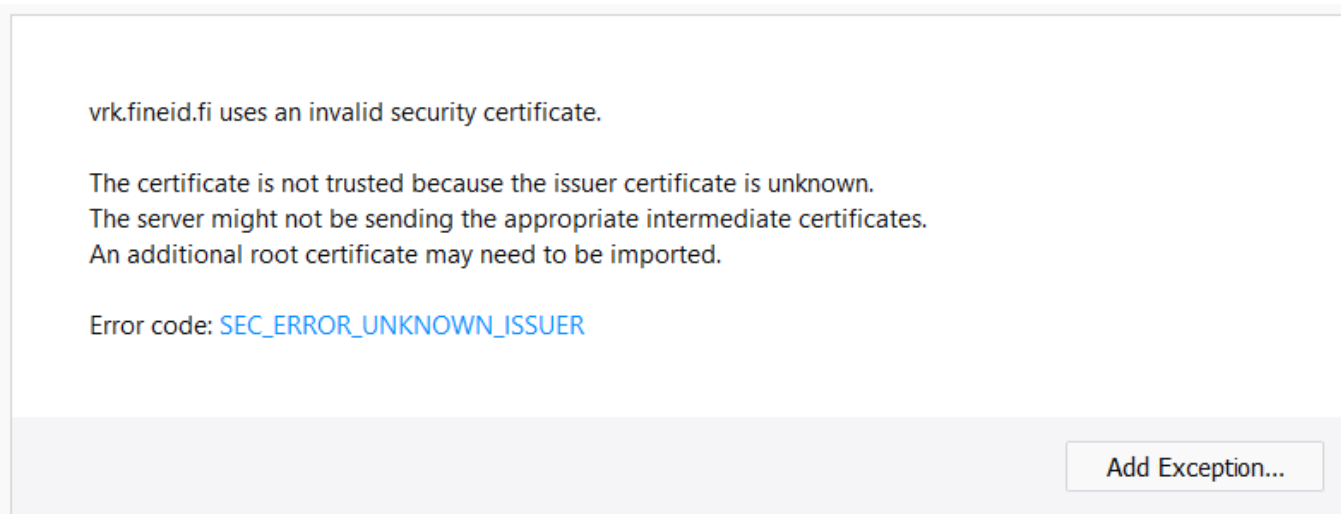 vrk.fineid.fi uses an invalid security certificate.
The certificate is not trusted because the issuer certificate is unknown.
The server might not be sending the appropriate intermediate certificates.
An additional root certificate may need to be imported.
Error code: SEC_ERROR_UNKNOWN_ISSUER
Add Exception...